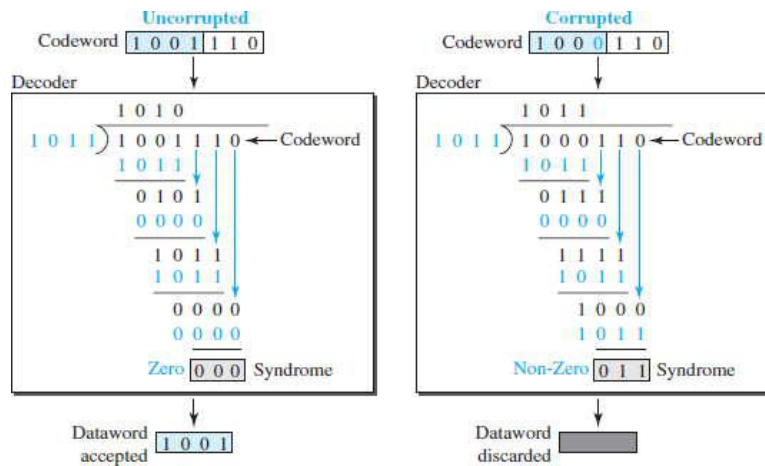 Uncorrupted
Codeword 1 0 0 1 1 1 0
Decoder
1 0 1 0
1 0 1 1 ) 1 0 0 1 1 1 0 Codeword
1 0 1 1
0 1 0 1
0 0 0 0
1 0 1 1
1 0 1 1
0 0 0 0
0 0 0 0
Zero 0 0 0 Syndrome
Dataword
accepted 1 0 0 1
Corrupted
Codeword 1 0 0 0 1 1 0
Decoder
1 0 1 1
1 0 1 1 ) 1 0 0 0 1 1 0 Codeword
1 0 1 1
0 1 1 1
0 0 0 0
1 1 1 1
1 0 1 1
1 0 0 0
1 0 1 1
Non-Zero 0 1 1 Syndrome
Dataword
discarded